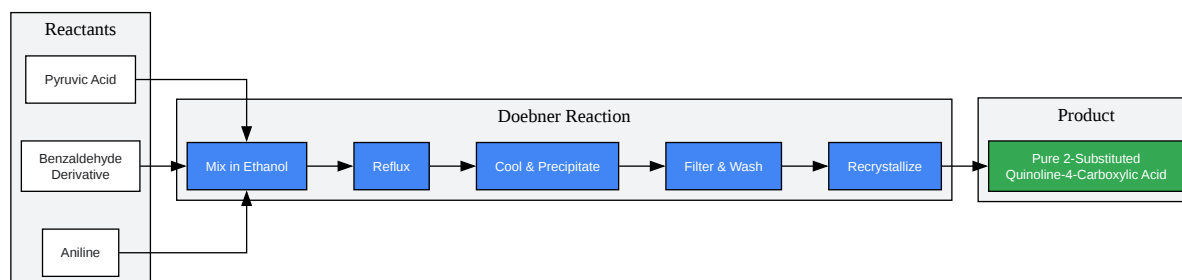 Reactants
Pyruvic Acid
Benzaldehyde
Derivative
Aniline
Doebner Reaction
Mix in Ethanol
Reflux
Cool & Precipitate
Filter & Wash
Recrystallize
Product
Pure 2-Substituted
Quinoline-4-Carboxylic Acid